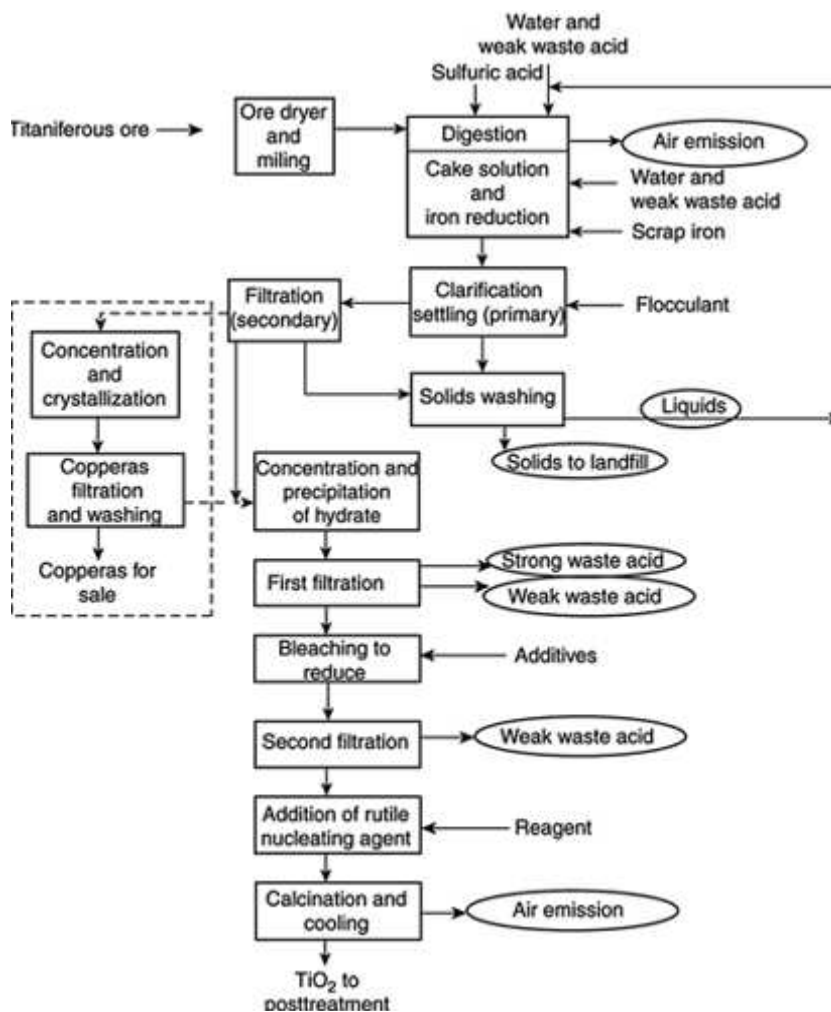 Water and
weak waste acid
Sulfuric acid
Titaniferous ore
Ore dryer
and
miling
Digestion
Air emission
Cake solution
and
iron reduction
Water and
weak waste acid
Scrap iron
Filtration
(secondary)
Clarification
settling (primary)
Flocculant
Concentration
and
crystallization
Solids washing
Liquids
Solids to landfill
Copperas
filtration
and washing
Concentration and
precipitation
of hydrate
Copperas for
sale
First filtration
Strong waste acid
Weak waste acid
Bleaching to
reduce
Additives
Second filtration
Weak waste acid
Addition of rutile
nucleating agent
Reagent
Calcination and
cooling
Air emission
TiO₂ to
posttreatment